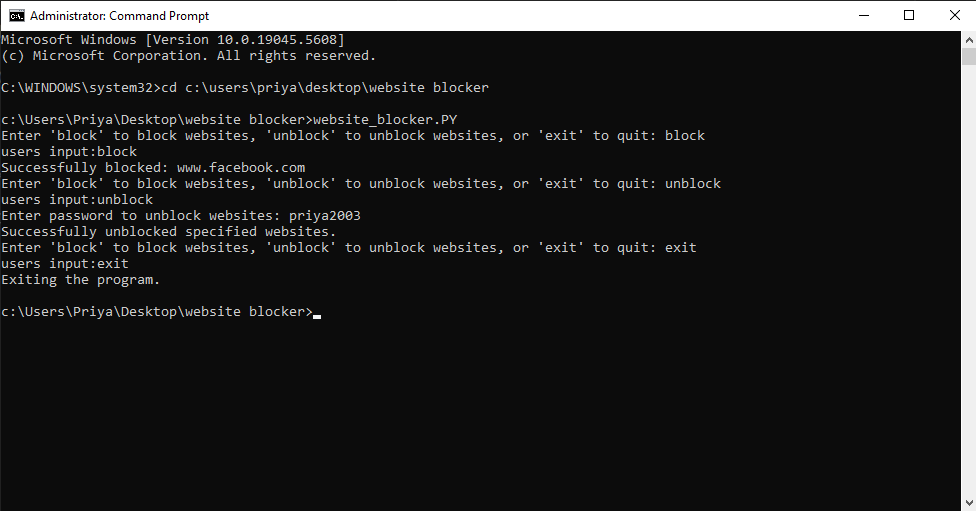 Administrator: Command Prompt
Microsoft Windows [Version 10.0.19045.5608]
(c) Microsoft Corporation. All rights reserved.
C:\WINDOWS\system32>cd c:\users\priya\desktop\website blocker
c:\Users\Priya\Desktop\website blocker>website_blocker.PY
Enter 'block' to block websites, 'unblock' to unblock websites, or 'exit' to quit: block
users input:block
Successfully blocked: www.facebook.com
Enter 'block' to block websites, 'unblock' to unblock websites, or 'exit' to quit: unblock
users input:unblock
Enter password to unblock websites: priya2003
Successfully unblocked specified websites.
Enter 'block' to block websites, 'unblock' to unblock websites, or 'exit' to quit: exit
users input:exit
Exiting the program.
c:\Users\Priya\Desktop\website blocker>